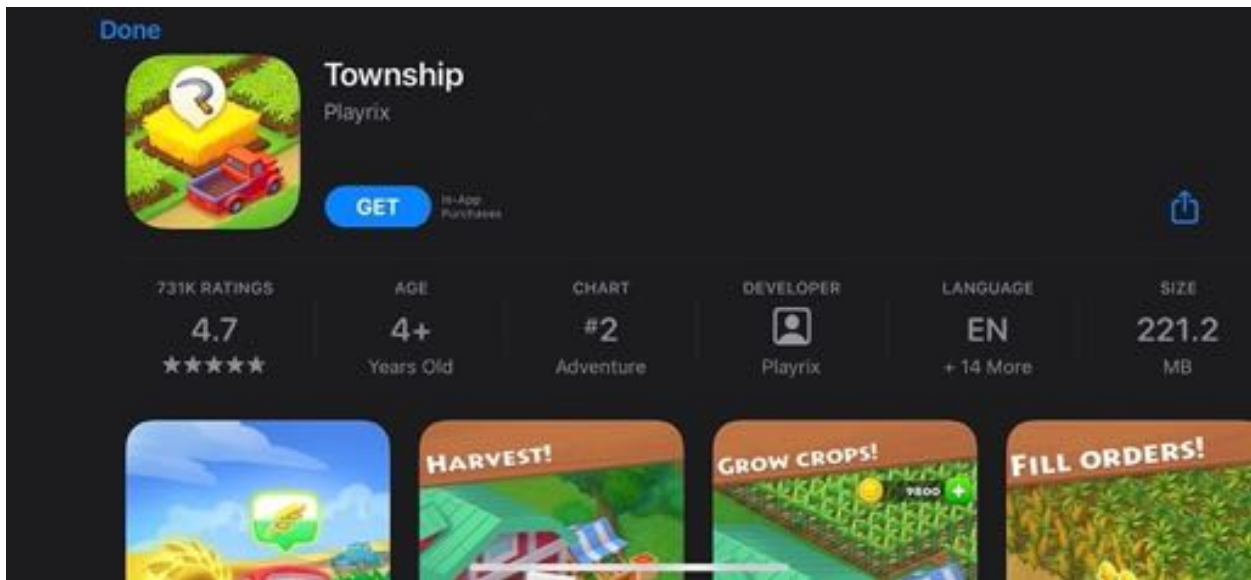 Done
Township
Playrix
GET
In-App
Purchases
731K RATINGS
4.7
★★★★★
AGE
4+
Years Old
CHART
#2
Adventure
DEVELOPER
Playrix
LANGUAGE
EN
+ 14 More
SIZE
221.2
MB
HARVEST!
GROW CROPS!
9800
FILL ORDERS!